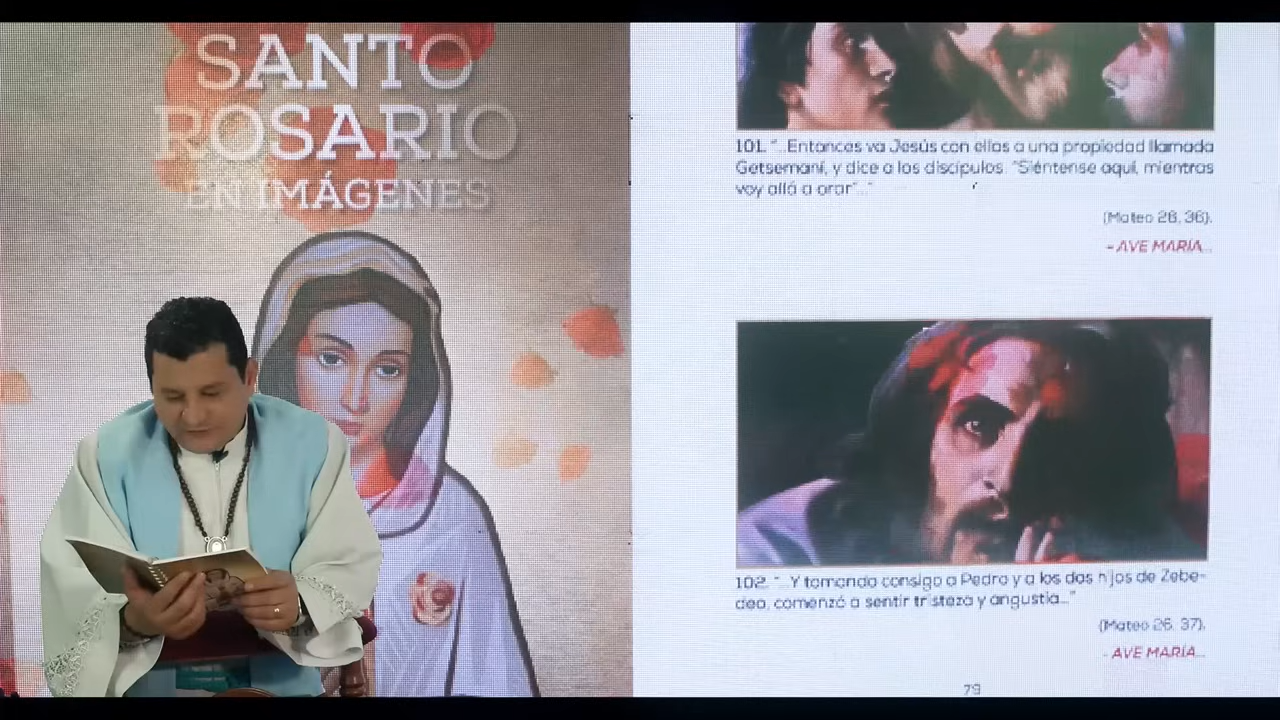 SANTO
ROSARIO
EN IMÁGENES
101. "...Entonces va Jesús con ellos a una propiedad llamada
Getsemaní, y dice a los discípulos: "Siéntense aquí, mientras
voy allá a orar"..."
(Mateo 26, 36).
- AVE MARÍA...
102. "...Y tomando consigo a Pedro y a los dos hijos de Zebe-
deo, comenzó a sentir tristeza y angustia..."
(Mateo 26, 37).
- AVE MARÍA...
79